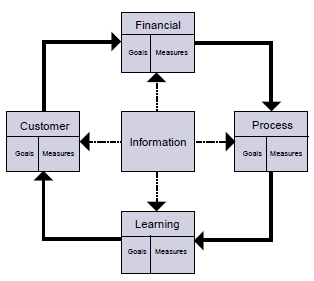 Financial
Goals Measures
Customer
Goals Measures
Information
Process
Goals Measures
Learning
Goals Measures